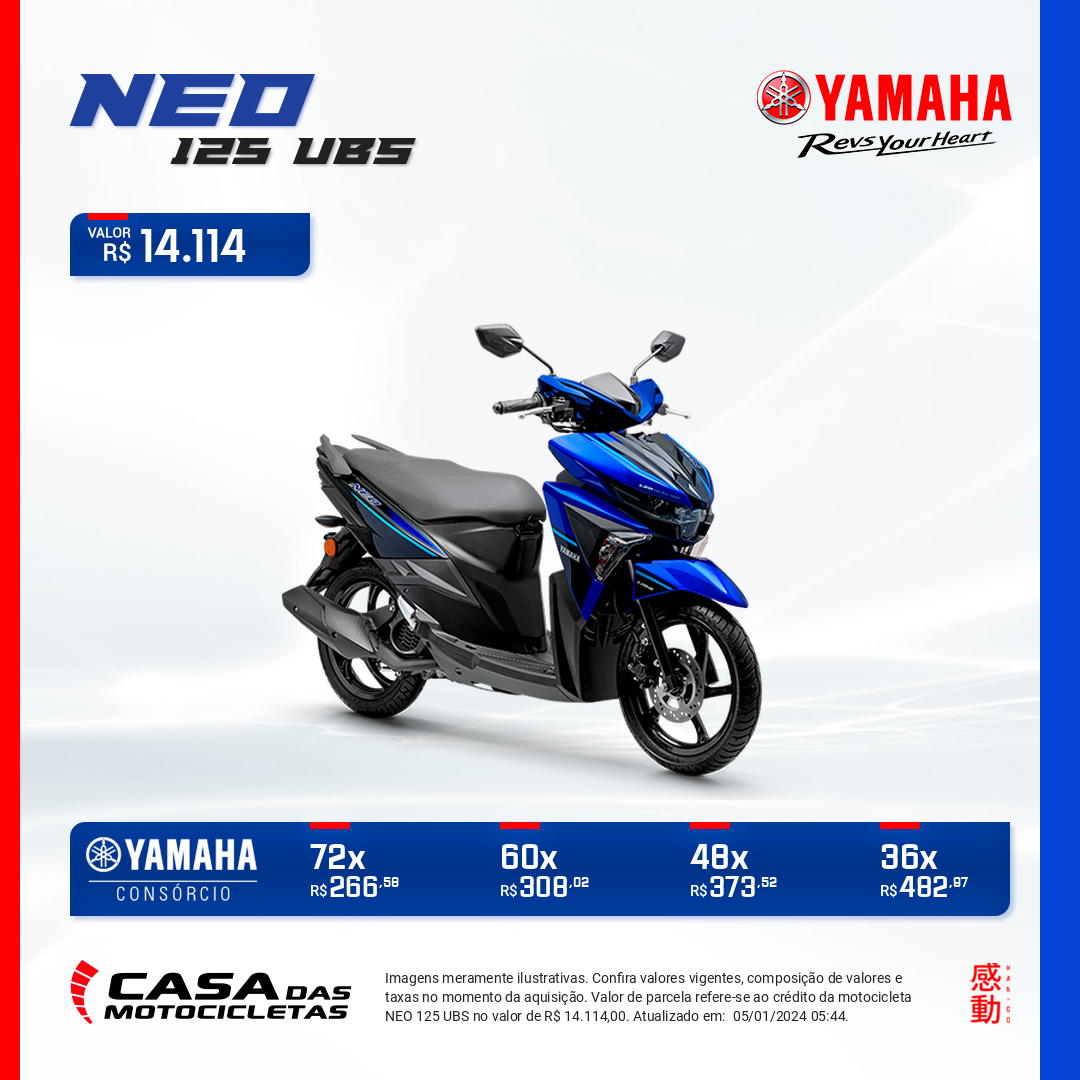 NEO
125 UBS
YAMAHA
Revs Your Heart
VALOR
R$ 14.114
NEO
YAMAHA
YAMAHA
CONSÓRCIO
72x
R$266,58
60x
R$308,02
48x
R$373,52
36x
R$482,97
CASA DAS
MOTOCICLETAS
Imagens meramente ilustrativas. Confira valores vigentes, composição de valores e
taxas no momento da aquisição. Valor de parcela refere-se ao crédito da motocicleta
NEO 125 UBS no valor de R$ 14.114,00. Atualizado em:  05/01/2024 05:44.
感動